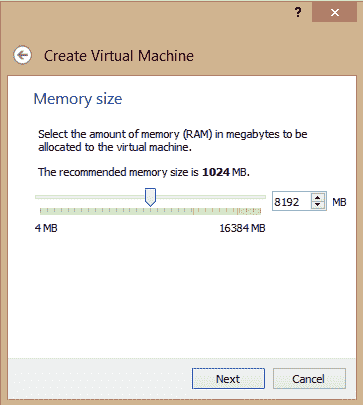 ?
Create Virtual Machine
Memory size
Select the amount of memory (RAM) in megabytes to be
allocated to the virtual machine.
The recommended memory size is 1024 MB.
8192 MB
4 MB 16384 MB
Next Cancel